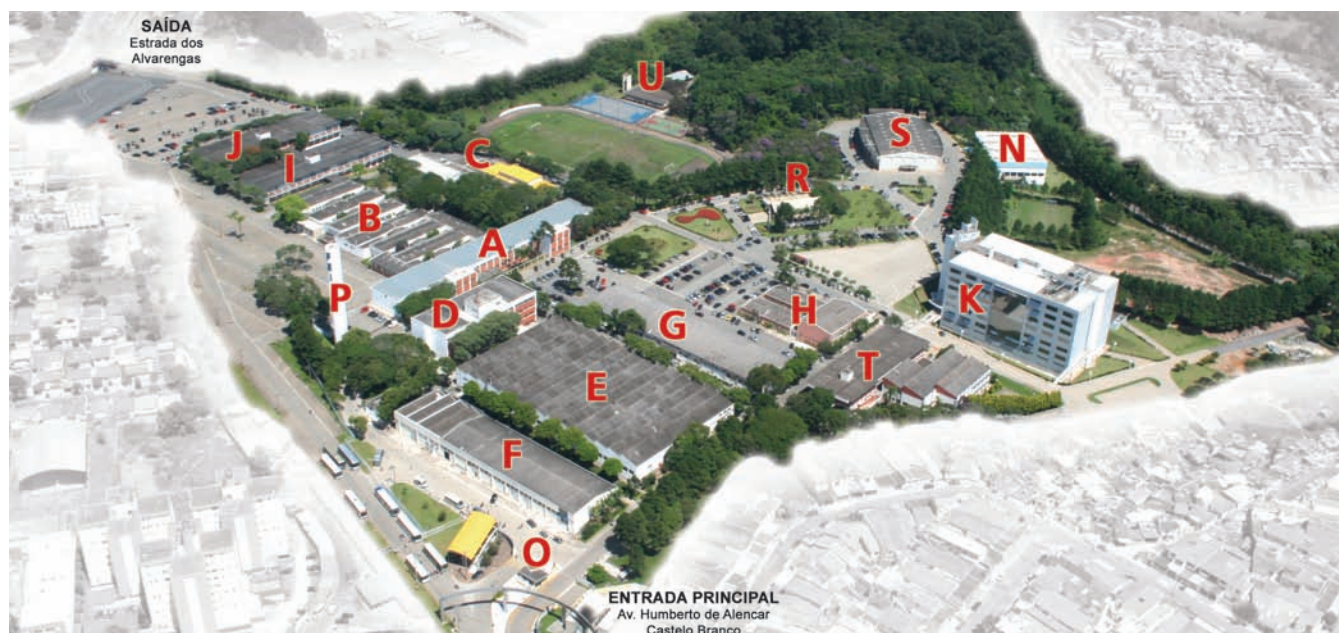 SAÍDA
Estrada dos
Alvarengas
U
J
I
C
S
N
R
B
A
P
D
G
H
K
E
T
F
O
ENTRADA PRINCIPAL
Av. Humberto de Alencar
Castelo Branco